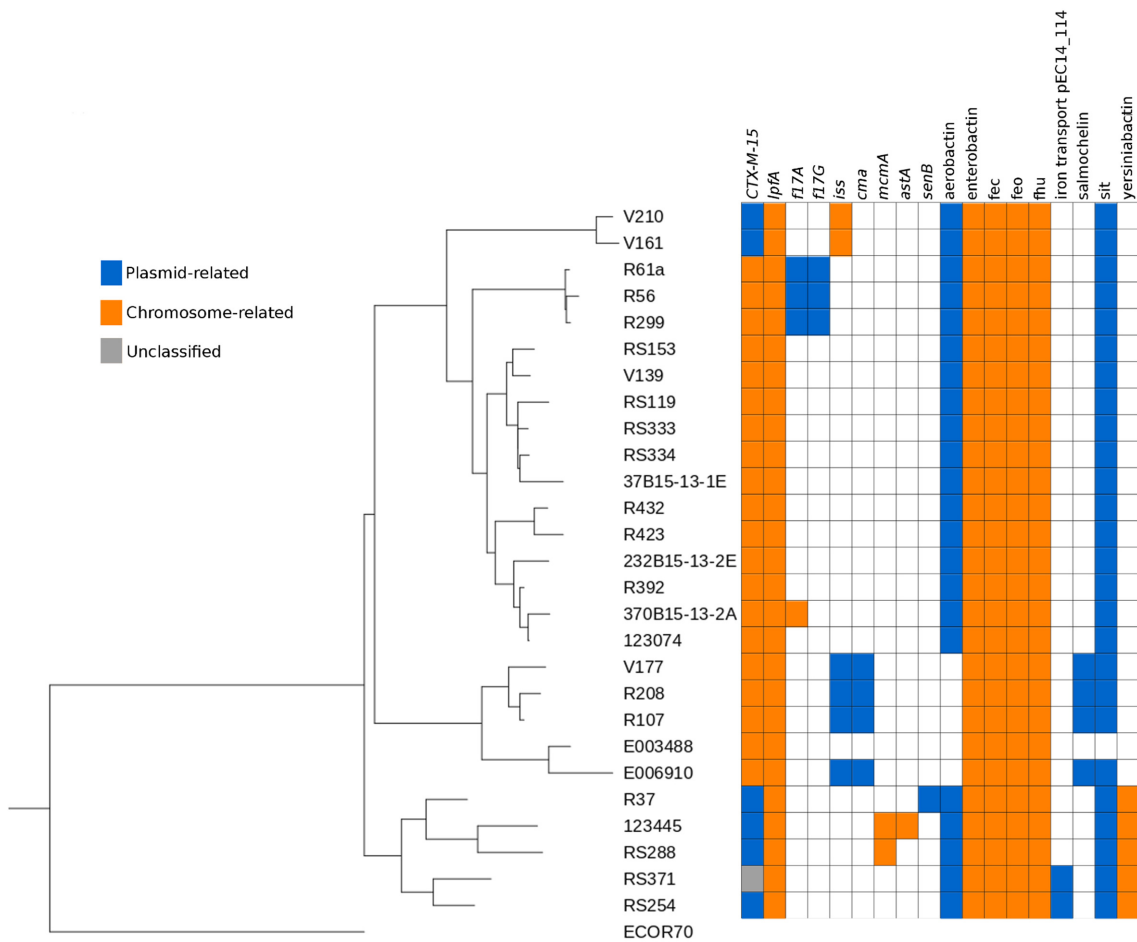 CTX-M-15
lpfA
f17A
f17G
iss
cma
mcmA
astA
senB
aerobactin
enterobactin
fec
feo
fhu
iron transport pEC14_114
salmochelin
sit
yersiniabactin
Plasmid-related
Chromosome-related
Unclassified
V210
V161
R61a
R56
R299
RS153
V139
RS119
RS333
RS334
37B15-13-1E
R432
R423
232B15-13-2E
R392
370B15-13-2A
123074
V177
R208
R107
E003488
E006910
R37
123445
RS288
RS371
RS254
ECOR70